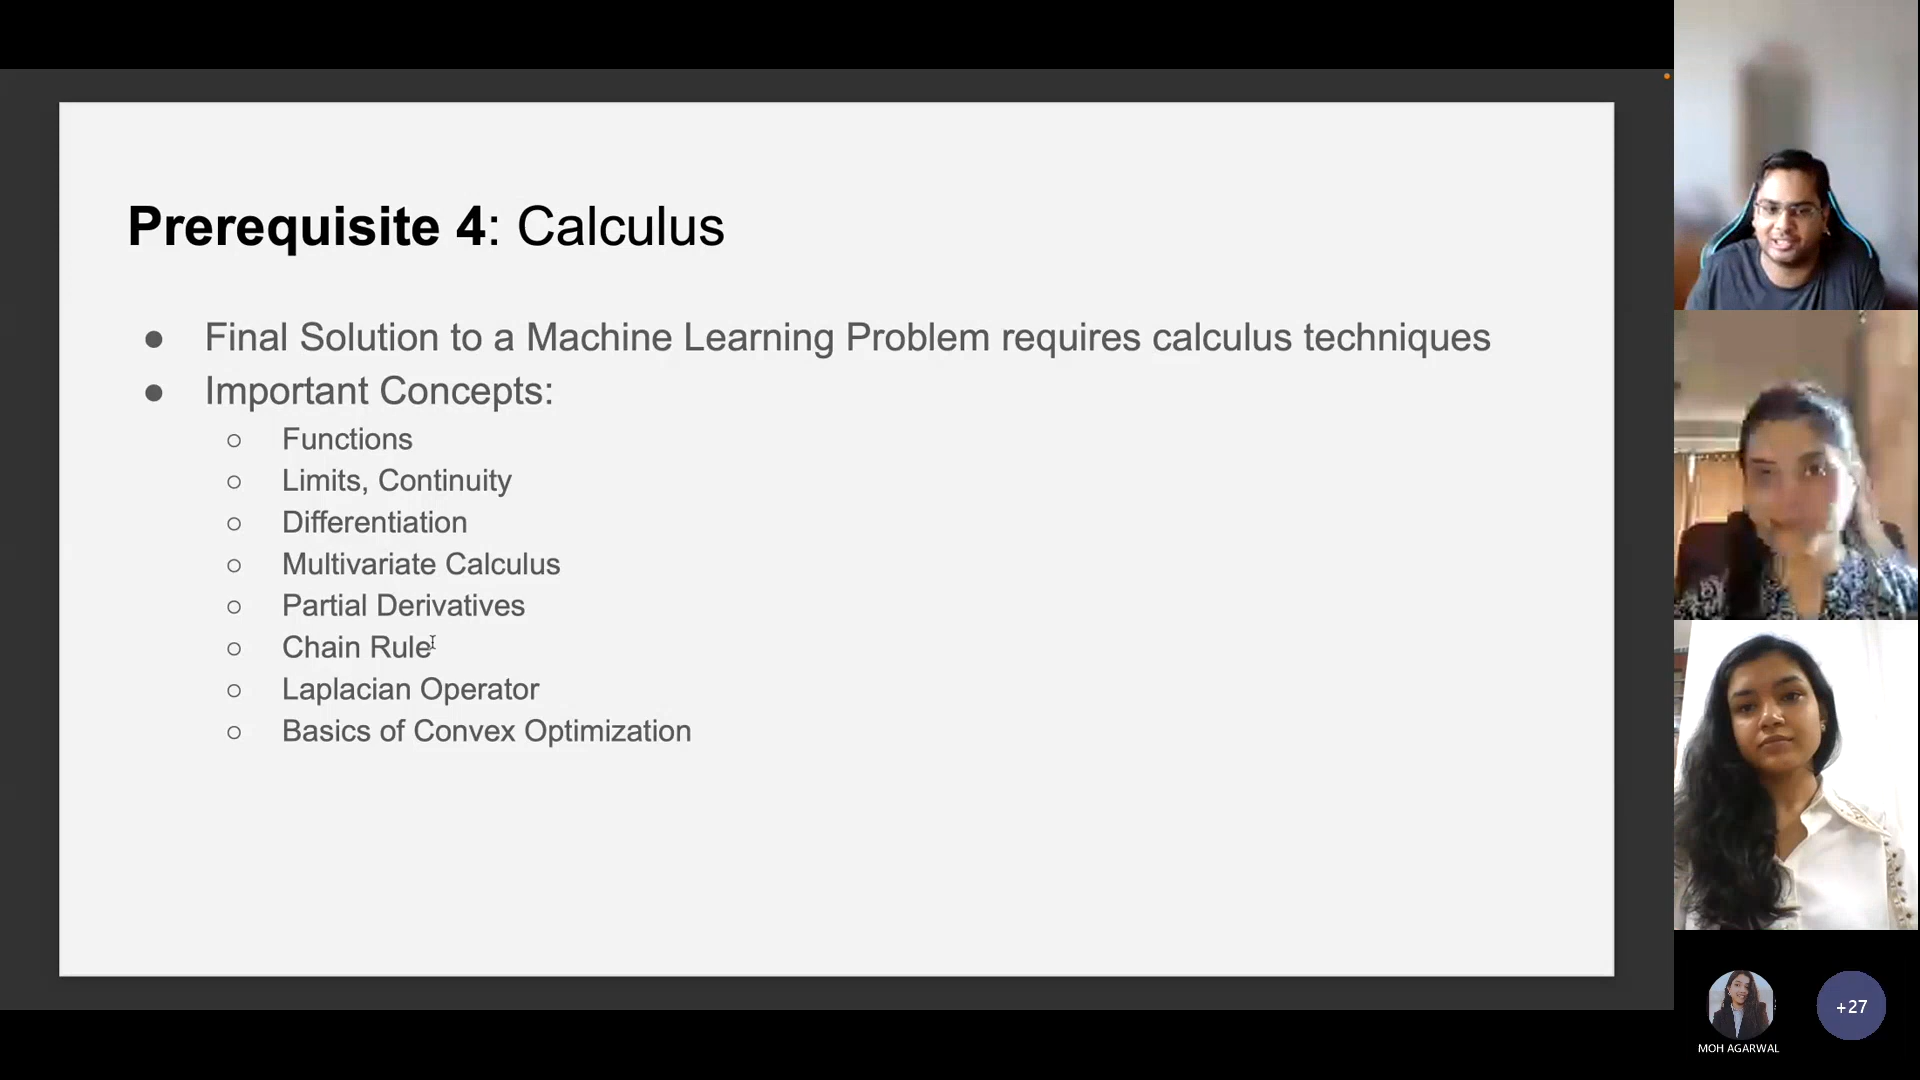 Prerequisite 4: Calculus
● Final Solution to a Machine Learning Problem requires calculus techniques
● Important Concepts:
○ Functions
○ Limits, Continuity
○ Differentiation
○ Multivariate Calculus
○ Partial Derivatives
○ Chain Rule
○ Laplacian Operator
○ Basics of Convex Optimization
+27
MOH AGARWAL